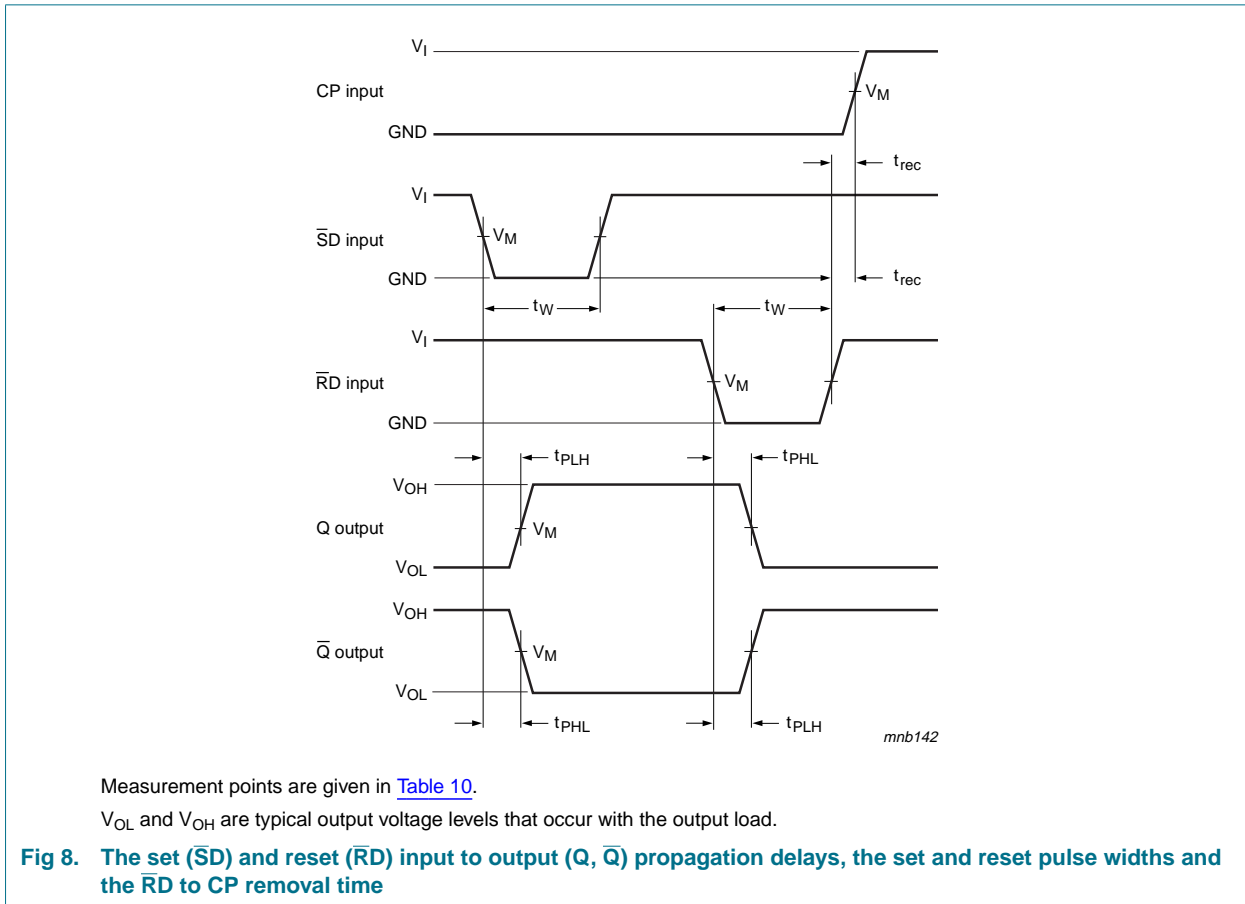 V_I
CP input
V_M
GND
t_rec
V_I
S̅D input
V_M
GND
t_rec
t_W
t_W
V_I
R̅D input
V_M
GND
t_PLH
t_PHL
V_OH
Q output
V_M
V_OL
V_OH
Q̅ output
V_M
V_OL
t_PHL
t_PLH
mnb142
Measurement points are given in Table 10.
V_OL and V_OH are typical output voltage levels that occur with the output load.
Fig 8. The set (S̅D) and reset (R̅D) input to output (Q, Q̅) propagation delays, the set and reset pulse widths and
the R̅D to CP removal time